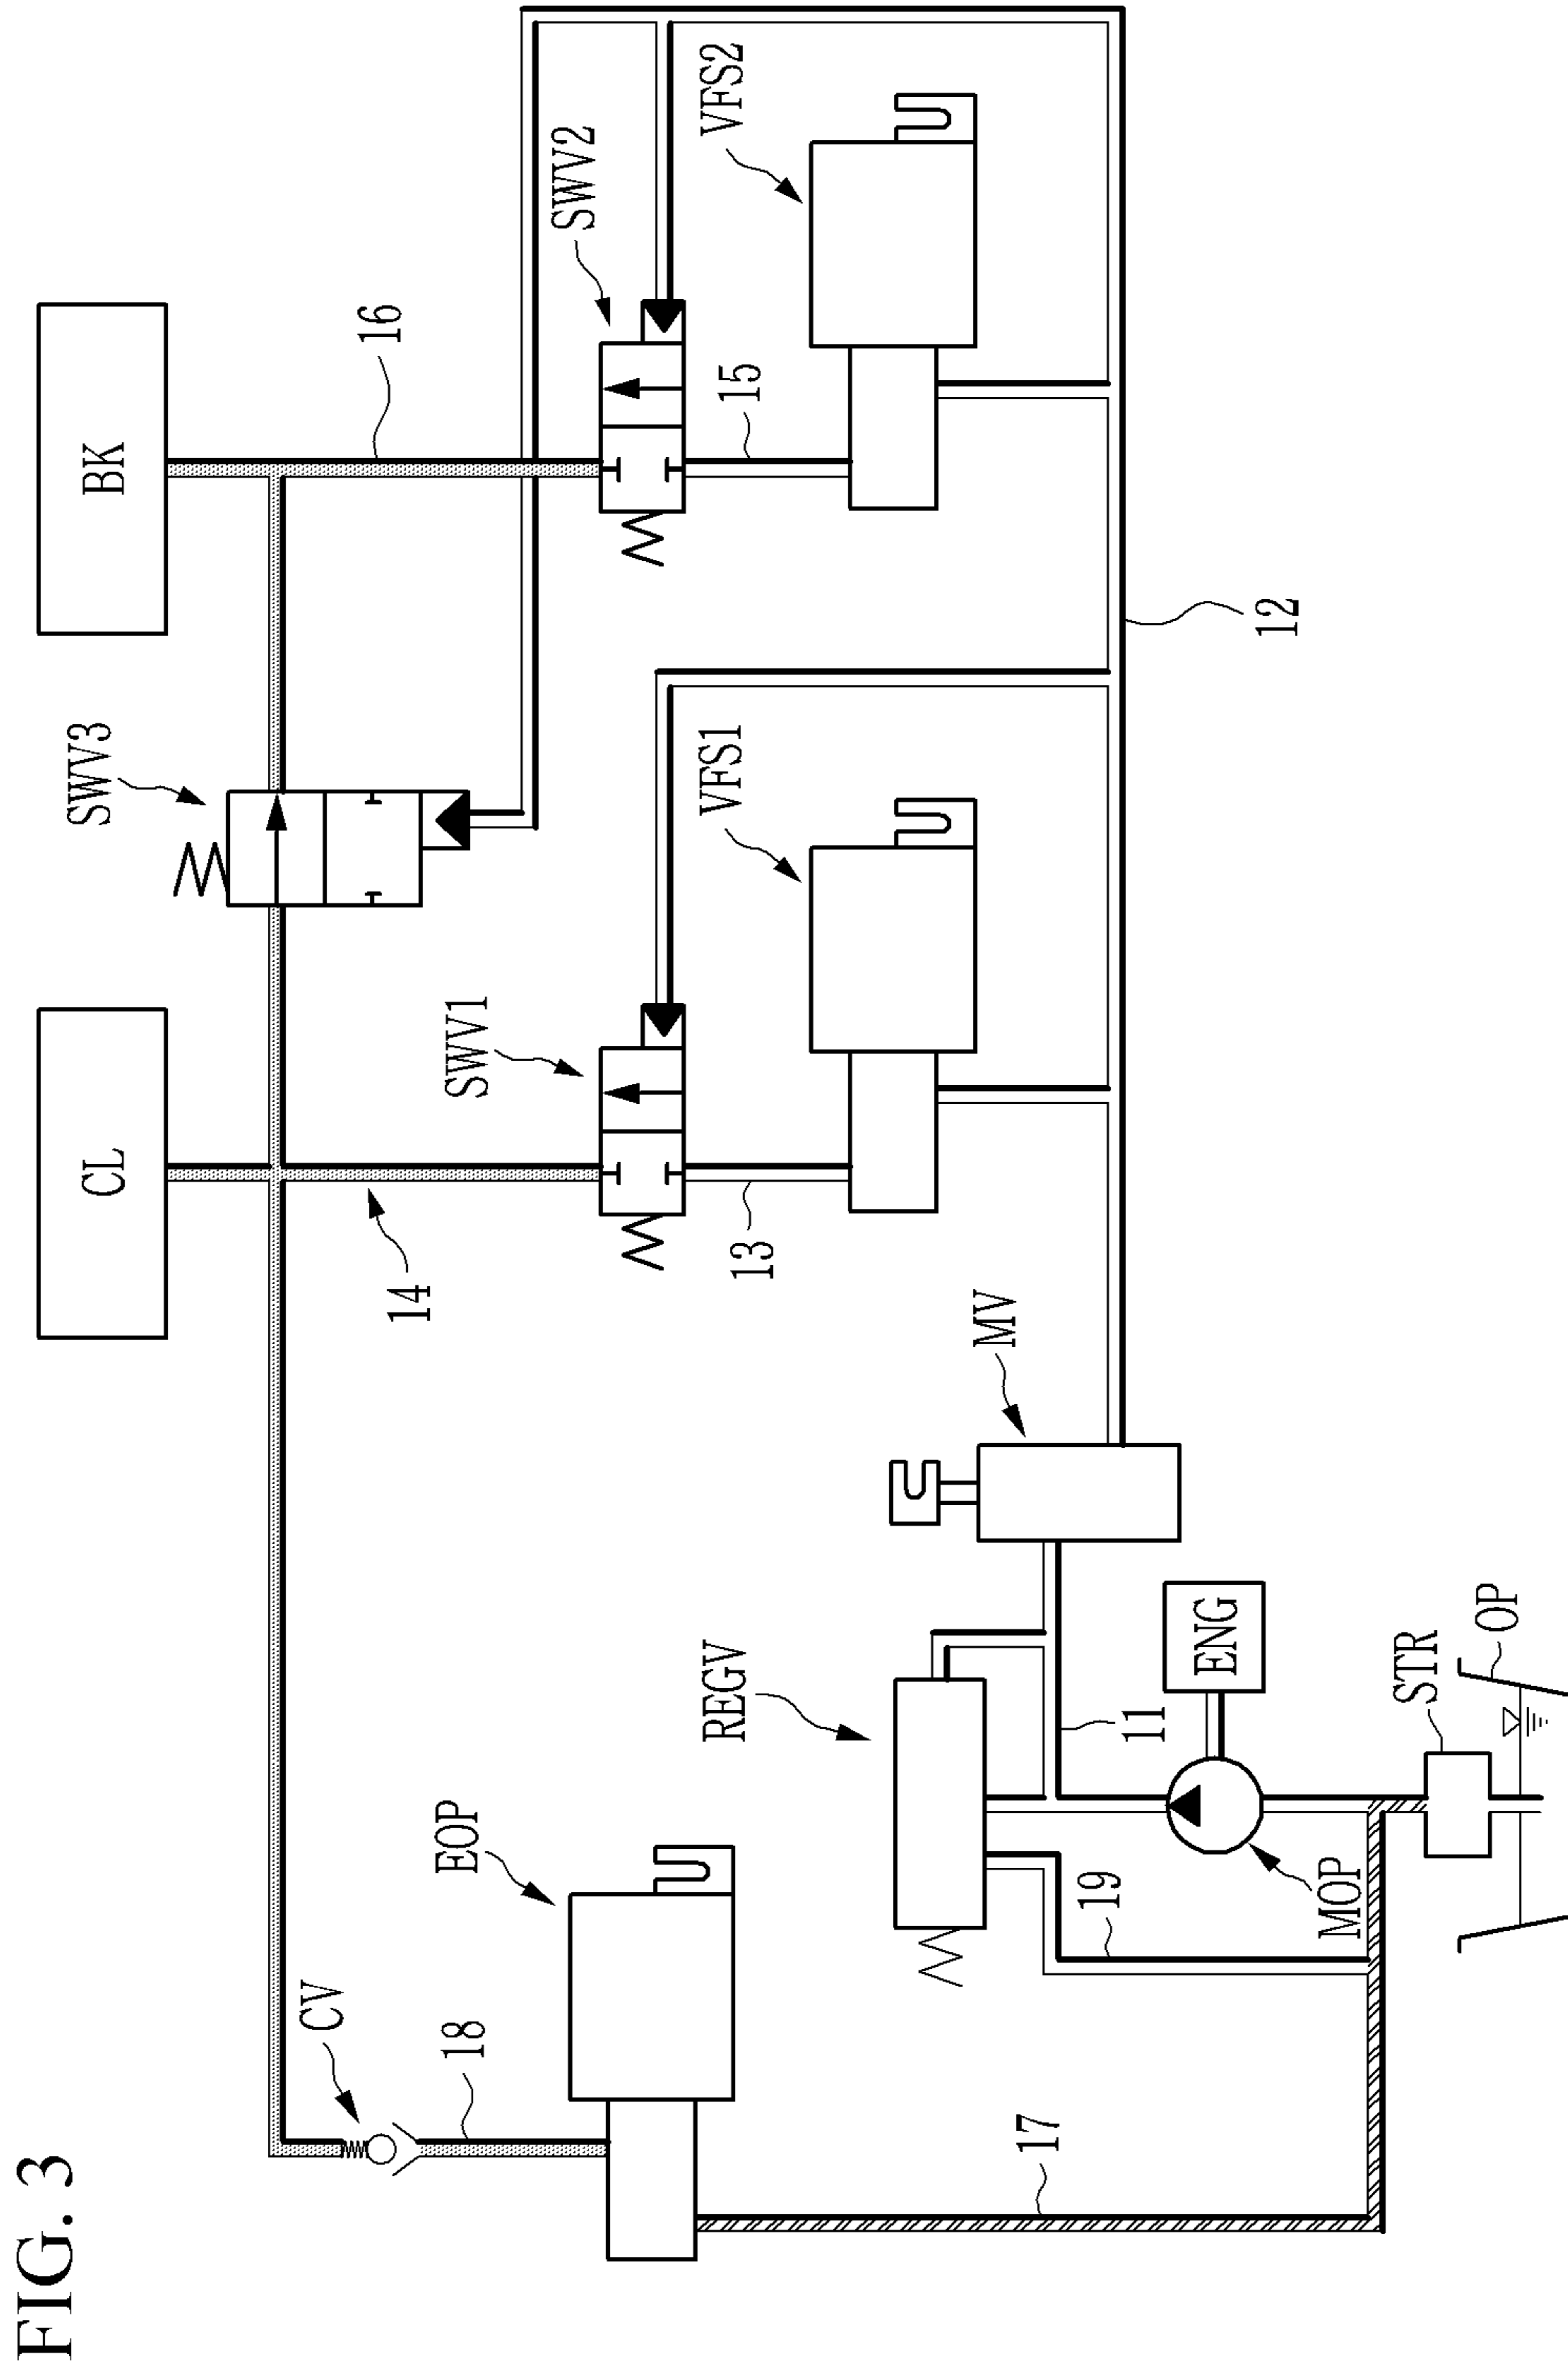 FIG. 3
CL
BK
SWV3
16
SWV2
VFS2
14
SWV1
15
VFS1
13
12
CV
18
EOP
REGV
MV
11
ENG
17
19
MOP
STR
OP